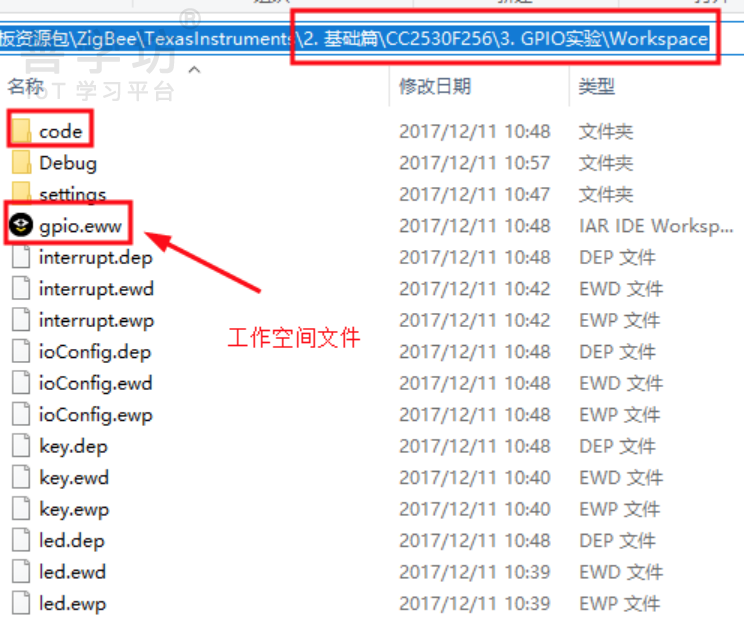 板资源包\ZigBee\TexasInstruments\2. 基础篇\CC2530F256\3. GPIO实验\Workspace
善学坊®
IoT 学习平台
名称 修改日期 类型
code 2017/12/11 10:48 文件夹
Debug 2017/12/11 10:57 文件夹
settings 2017/12/11 10:47 文件夹
gpio.eww 2017/12/11 10:48 IAR IDE Worksp...
interrupt.dep 2017/12/11 10:48 DEP 文件
interrupt.ewd 2017/12/11 10:42 EWD 文件
interrupt.ewp 2017/12/11 10:42 EWP 文件
工作空间文件
ioConfig.dep 2017/12/11 10:48 DEP 文件
ioConfig.ewd 2017/12/11 10:48 EWD 文件
ioConfig.ewp 2017/12/11 10:48 EWP 文件
key.dep 2017/12/11 10:48 DEP 文件
key.ewd 2017/12/11 10:40 EWD 文件
key.ewp 2017/12/11 10:40 EWP 文件
led.dep 2017/12/11 10:48 DEP 文件
led.ewd 2017/12/11 10:39 EWD 文件
led.ewp 2017/12/11 10:39 EWP 文件